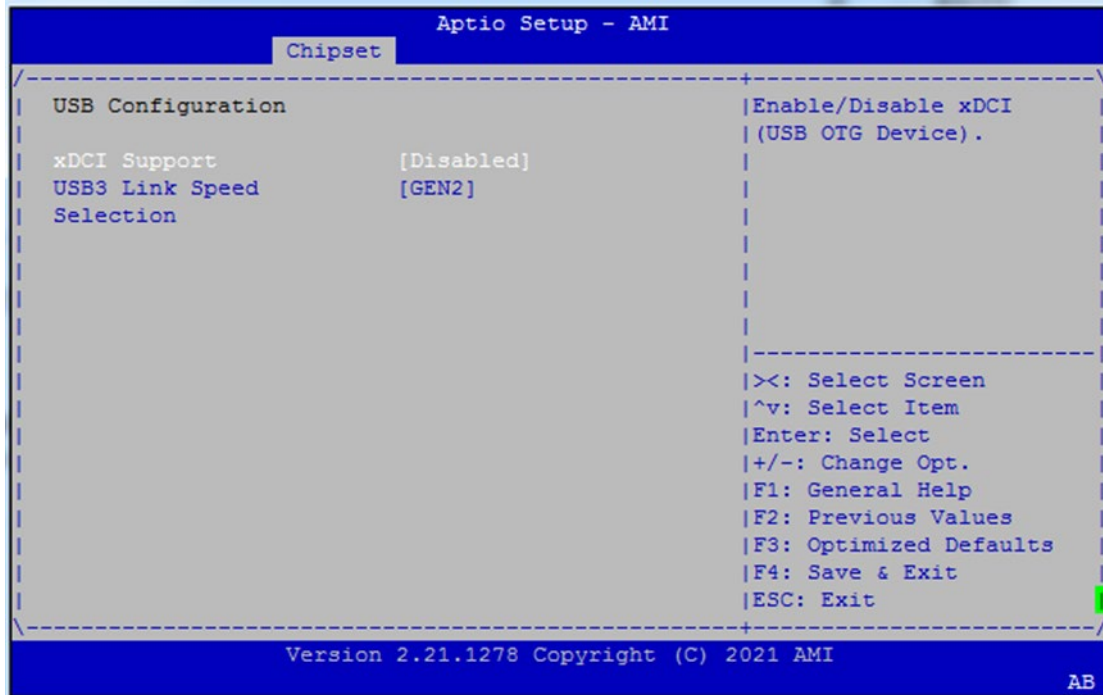 Aptio Setup - AMI
Chipset
USB Configuration
xDCI Support [Disabled]
USB3 Link Speed [GEN2]
Selection
Enable/Disable xDCI
(USB OTG Device).
><: Select Screen
^v: Select Item
Enter: Select
+/-: Change Opt.
F1: General Help
F2: Previous Values
F3: Optimized Defaults
F4: Save & Exit
ESC: Exit
Version 2.21.1278 Copyright (C) 2021 AMI
AB